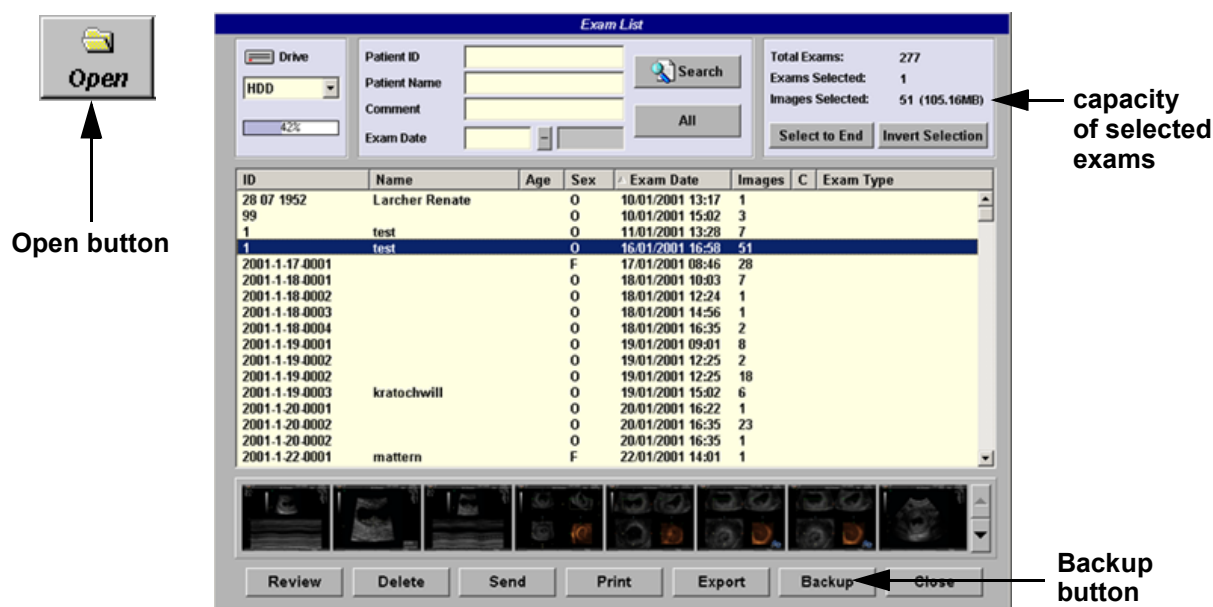 Open
Open button
Exam List
Drive
HDD
42%
Patient ID
Patient Name
Comment
Exam Date
-
Search
All
Total Exams: 277
Exams Selected: 1
Images Selected: 51 (105.16MB)
Select to End Invert Selection
capacity
of selected
exams
ID Name Age Sex Exam Date Images C Exam Type
28 07 1952 Larcher Renate O 10/01/2001 13:17 1
99 O 10/01/2001 15:02 3
1 test O 11/01/2001 13:28 7
1 test O 16/01/2001 16:58 51
2001-1-17-0001 F 17/01/2001 08:46 28
2001-1-18-0001 O 18/01/2001 10:03 7
2001-1-18-0002 O 18/01/2001 12:24 1
2001-1-18-0003 O 18/01/2001 14:56 1
2001-1-18-0004 O 18/01/2001 16:35 2
2001-1-19-0001 O 19/01/2001 09:01 8
2001-1-19-0002 O 19/01/2001 12:25 2
2001-1-19-0002 O 19/01/2001 12:25 18
2001-1-19-0003 kratochwill O 19/01/2001 15:02 6
2001-1-20-0001 O 20/01/2001 16:22 1
2001-1-20-0002 O 20/01/2001 16:35 23
2001-1-20-0002 O 20/01/2001 16:35 1
2001-1-22-0001 mattern F 22/01/2001 14:01 1
Review Delete Send Print Export Backup Close
Backup
button